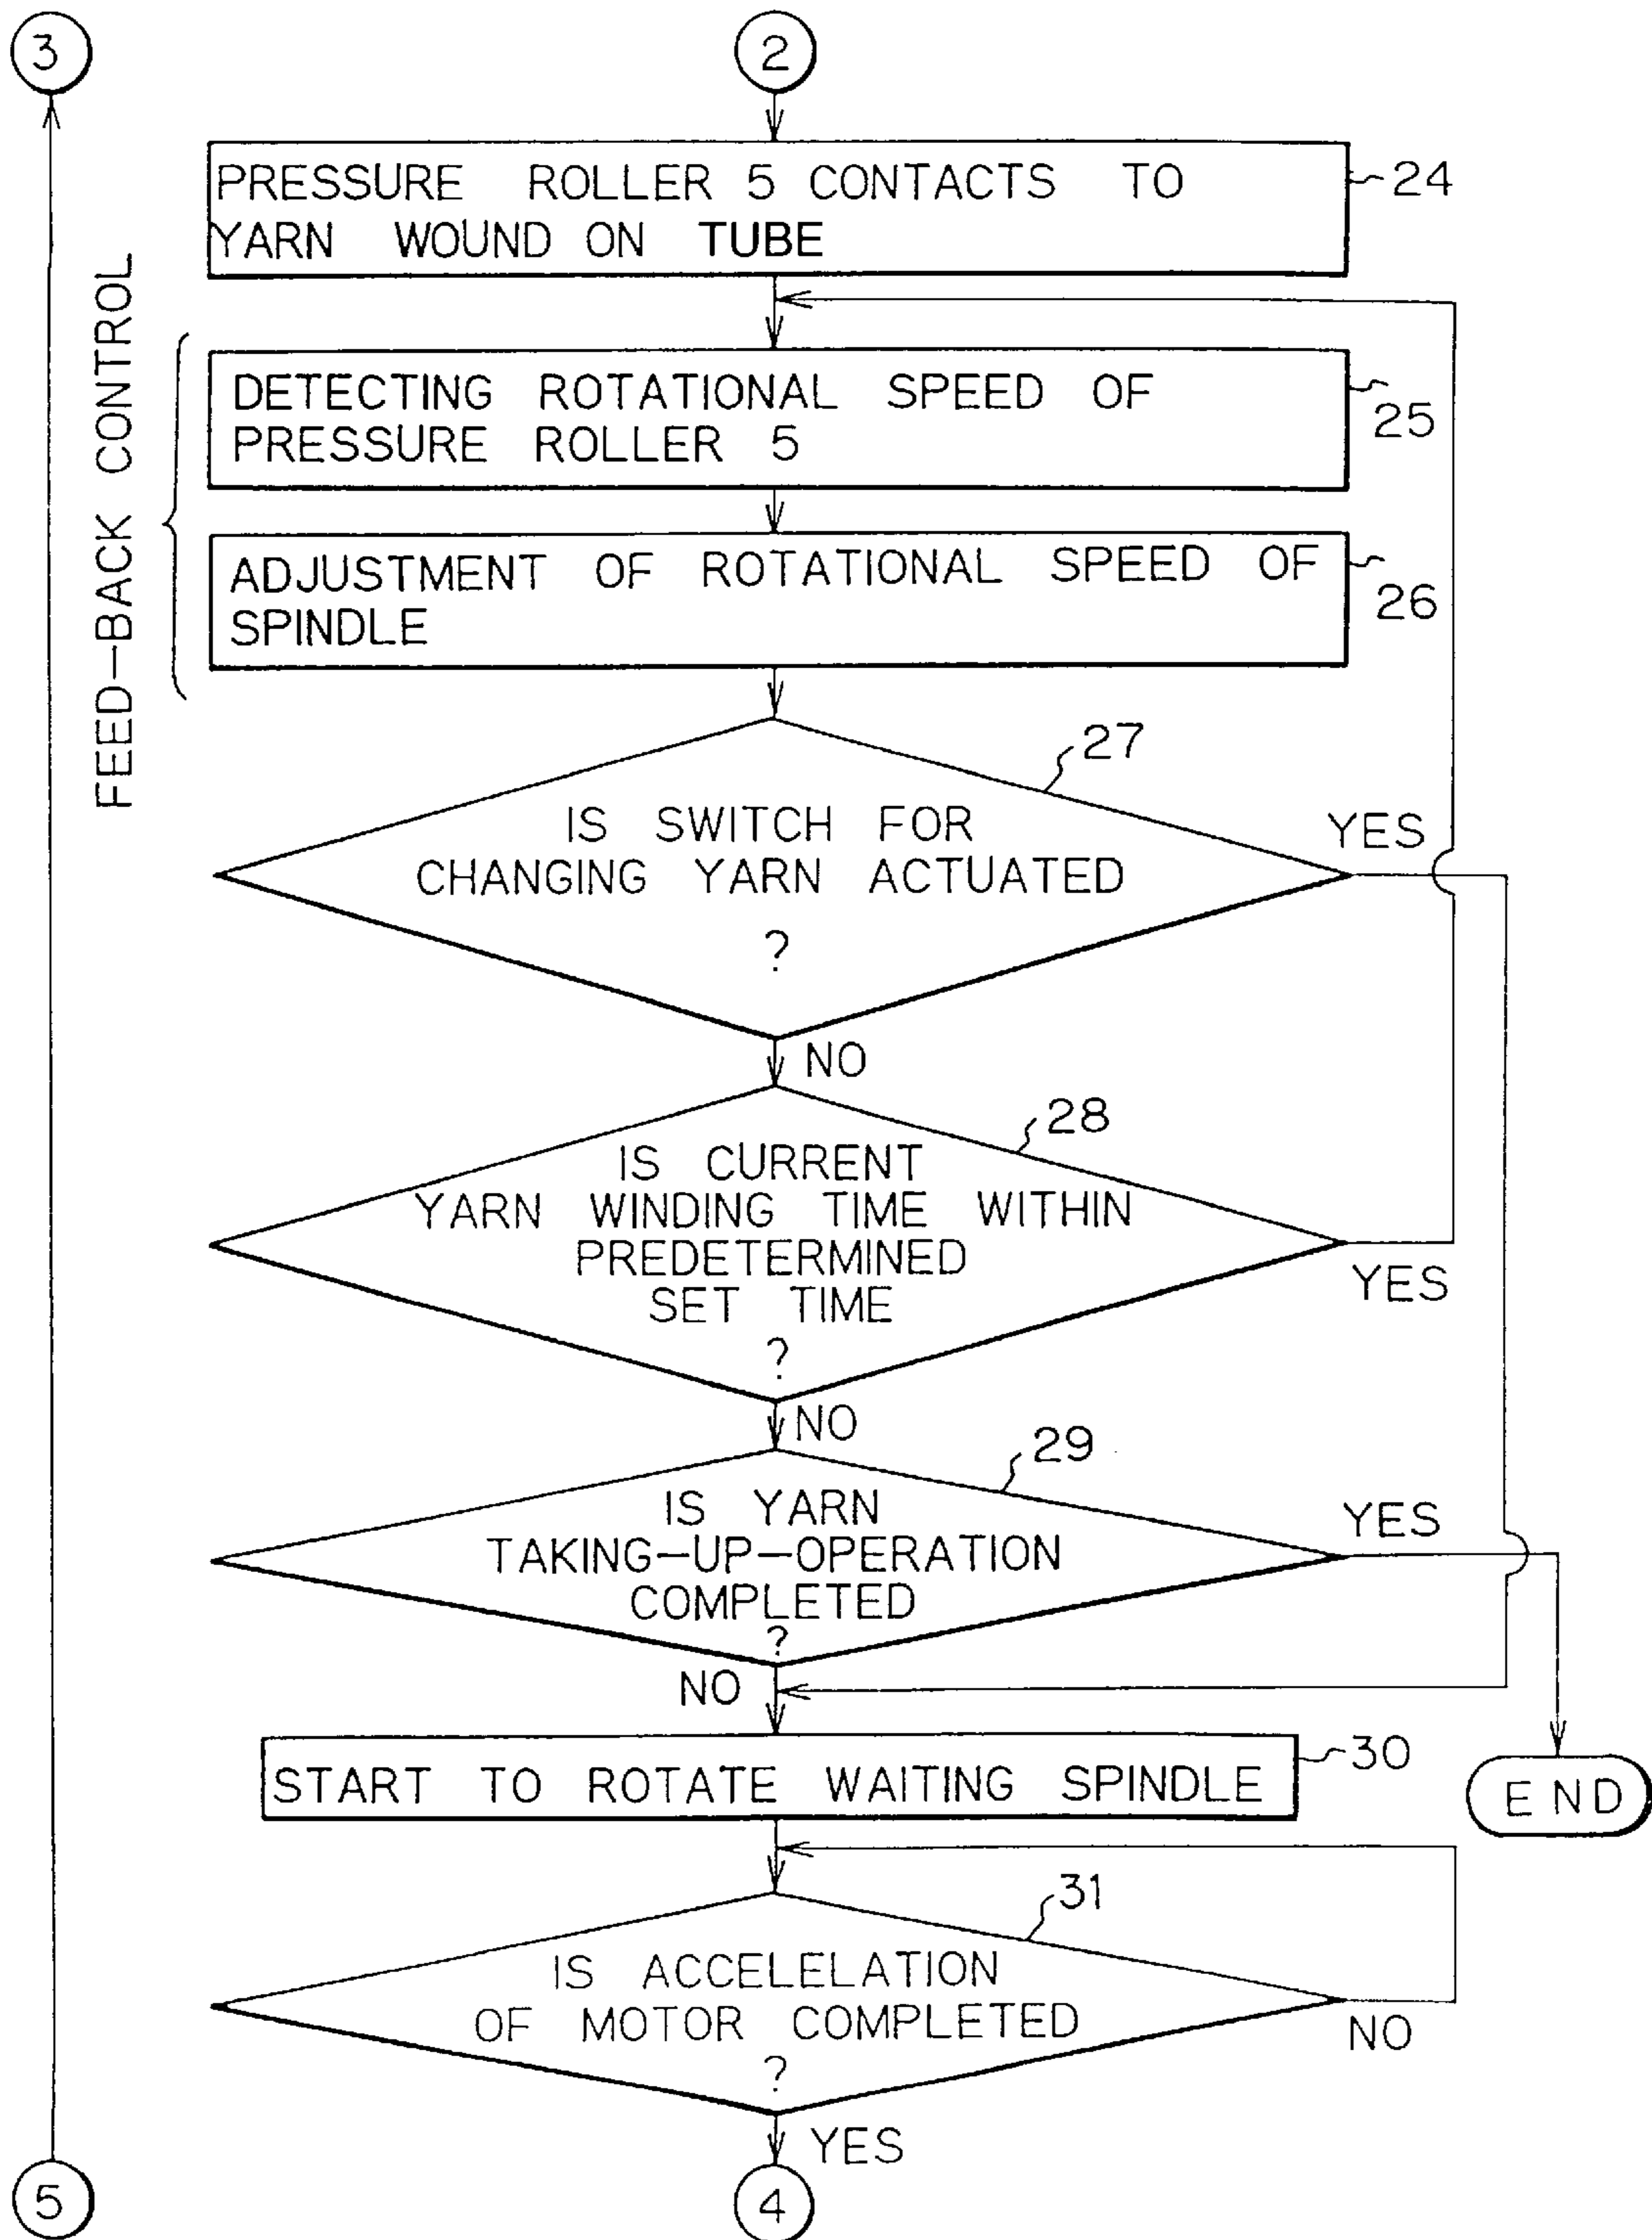 3
2
PRESSURE ROLLER 5 CONTACTS TO
YARN WOUND ON TUBE
24
FEED-BACK CONTROL
DETECTING ROTATIONAL SPEED OF
PRESSURE ROLLER 5
25
ADJUSTMENT OF ROTATIONAL SPEED OF
SPINDLE
26
27
IS SWITCH FOR
CHANGING YARN ACTUATED
?
YES
NO
28
IS CURRENT
YARN WINDING TIME WITHIN
PREDETERMINED
SET TIME
?
YES
NO
29
IS YARN
TAKING-UP-OPERATION
COMPLETED
?
YES
NO
START TO ROTATE WAITING SPINDLE
30
END
31
IS ACCELELATION
OF MOTOR COMPLETED
?
NO
YES
5
4